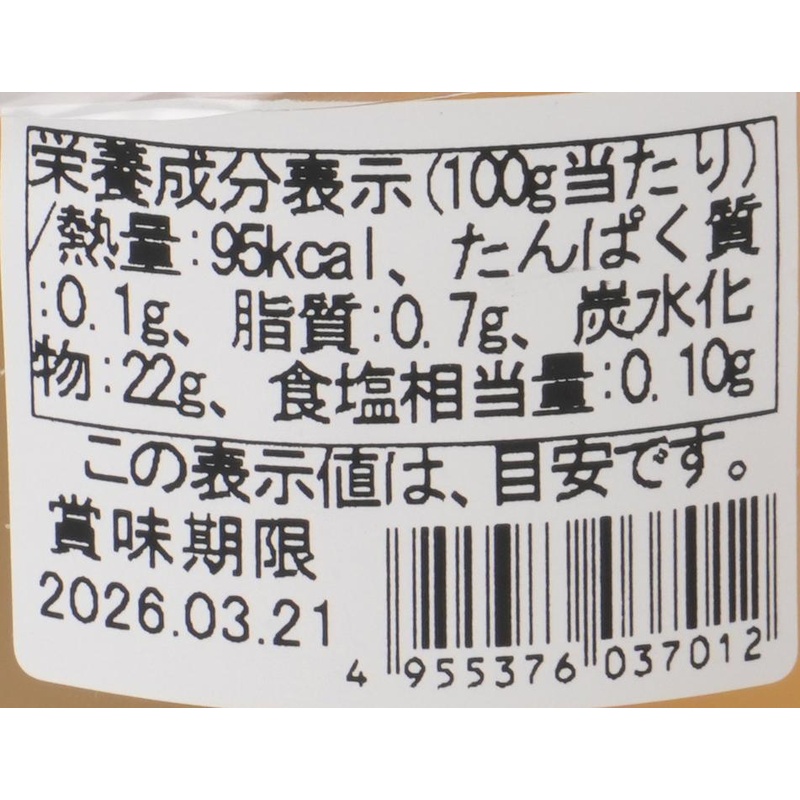 栄養成分表示(100g当たり)
/熱量:95kcal、たんぱく質
:0.1g、脂質:0.7g、炭水化
物:22g、食塩相当量:0.10g
この表示値は、目安です。
賞味期限
2026.03.21
4 955376 037012